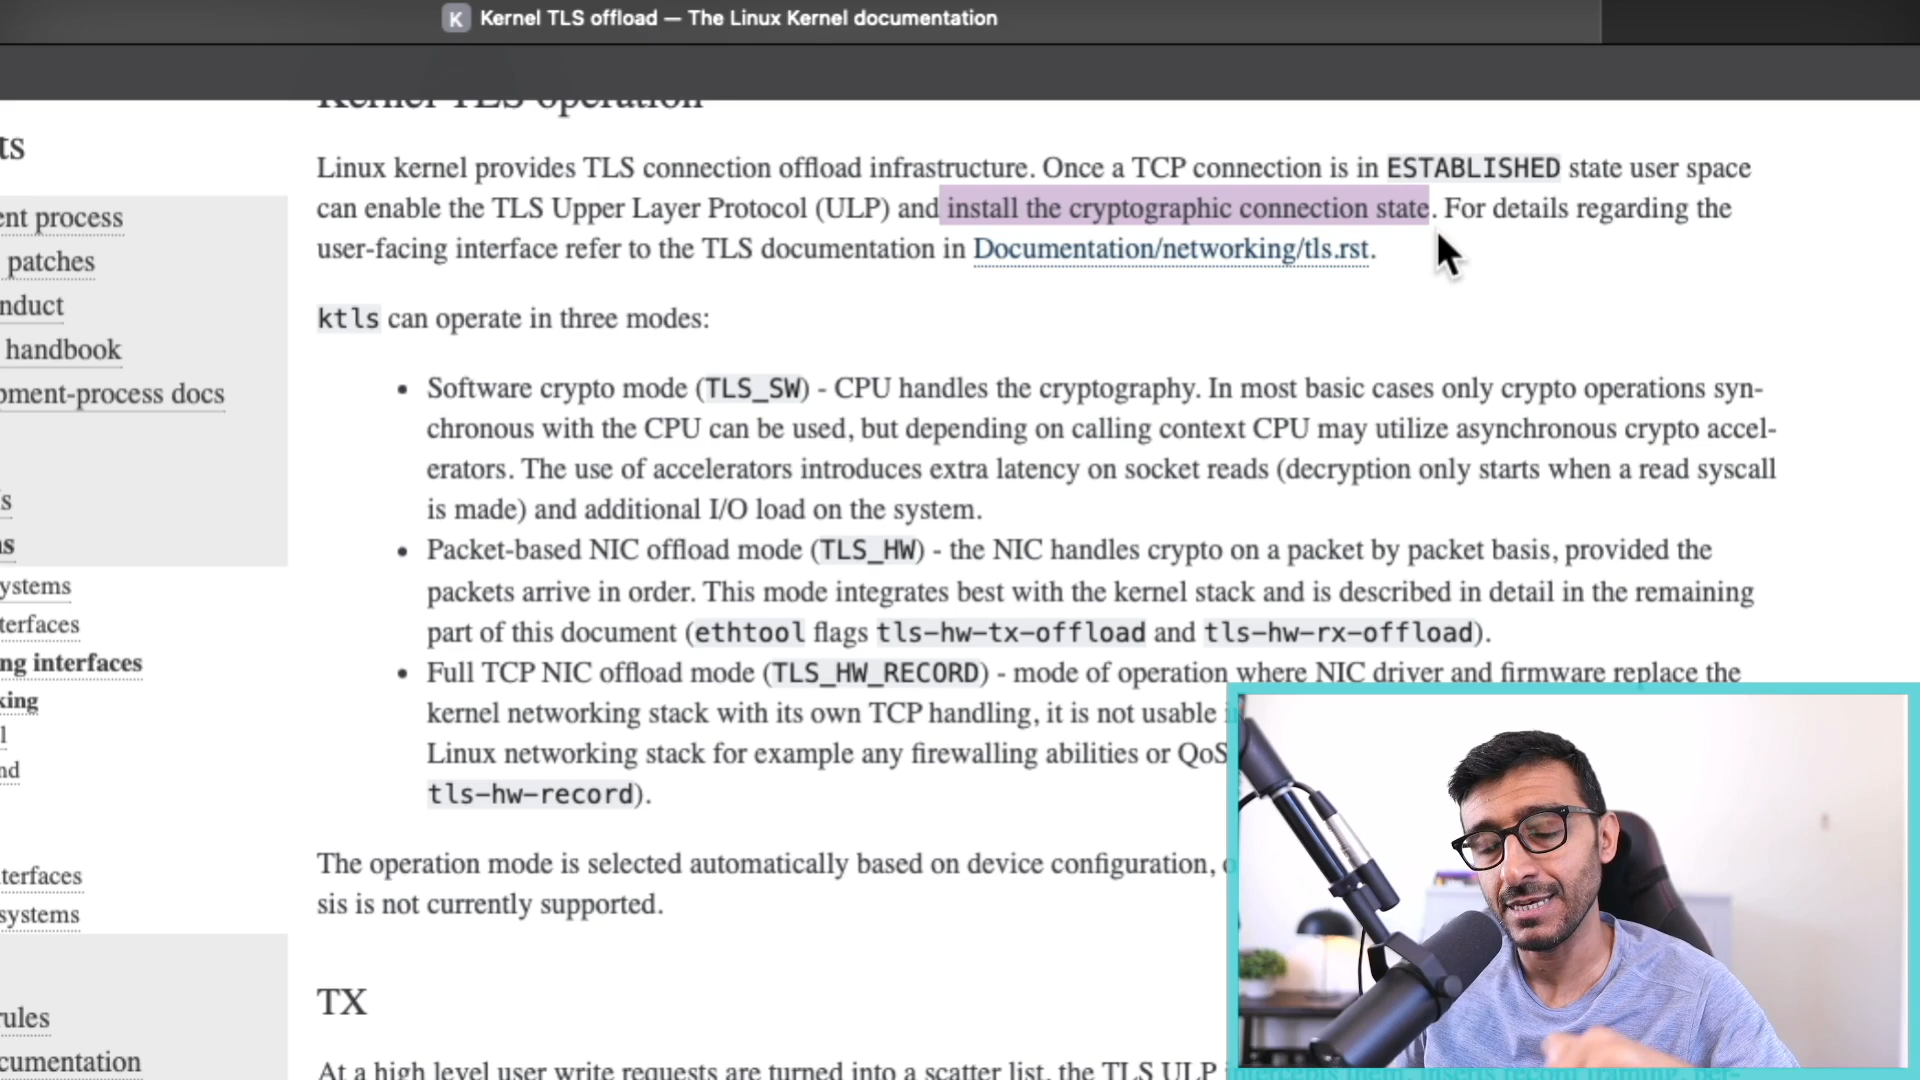 K Kernel TLS offload — The Linux Kernel documentation
Kernel TLS operation
ts
ent process
patches
nduct
handbook
pment-process docs
s
ns
ystems
terfaces
ng interfaces
king
l
nd
terfaces
systems
rules
cumentation
Linux kernel provides TLS connection offload infrastructure. Once a TCP connection is in ESTABLISHED state user space
can enable the TLS Upper Layer Protocol (ULP) and install the cryptographic connection state. For details regarding the
user-facing interface refer to the TLS documentation in Documentation/networking/tls.rst.
ktls can operate in three modes:
• Software crypto mode (TLS_SW) - CPU handles the cryptography. In most basic cases only crypto operations syn-
chronous with the CPU can be used, but depending on calling context CPU may utilize asynchronous crypto accel-
erators. The use of accelerators introduces extra latency on socket reads (decryption only starts when a read syscall
is made) and additional I/O load on the system.
• Packet-based NIC offload mode (TLS_HW) - the NIC handles crypto on a packet by packet basis, provided the
packets arrive in order. This mode integrates best with the kernel stack and is described in detail in the remaining
part of this document (ethtool flags tls-hw-tx-offload and tls-hw-rx-offload).
• Full TCP NIC offload mode (TLS_HW_RECORD) - mode of operation where NIC driver and firmware replace the
kernel networking stack with its own TCP handling, it is not usable
Linux networking stack for example any firewalling abilities or QoS
tls-hw-record).
The operation mode is selected automatically based on device configuration,
sis is not currently supported.
TX
At a high level user write requests are turned into a scatter list, the TLS ULP